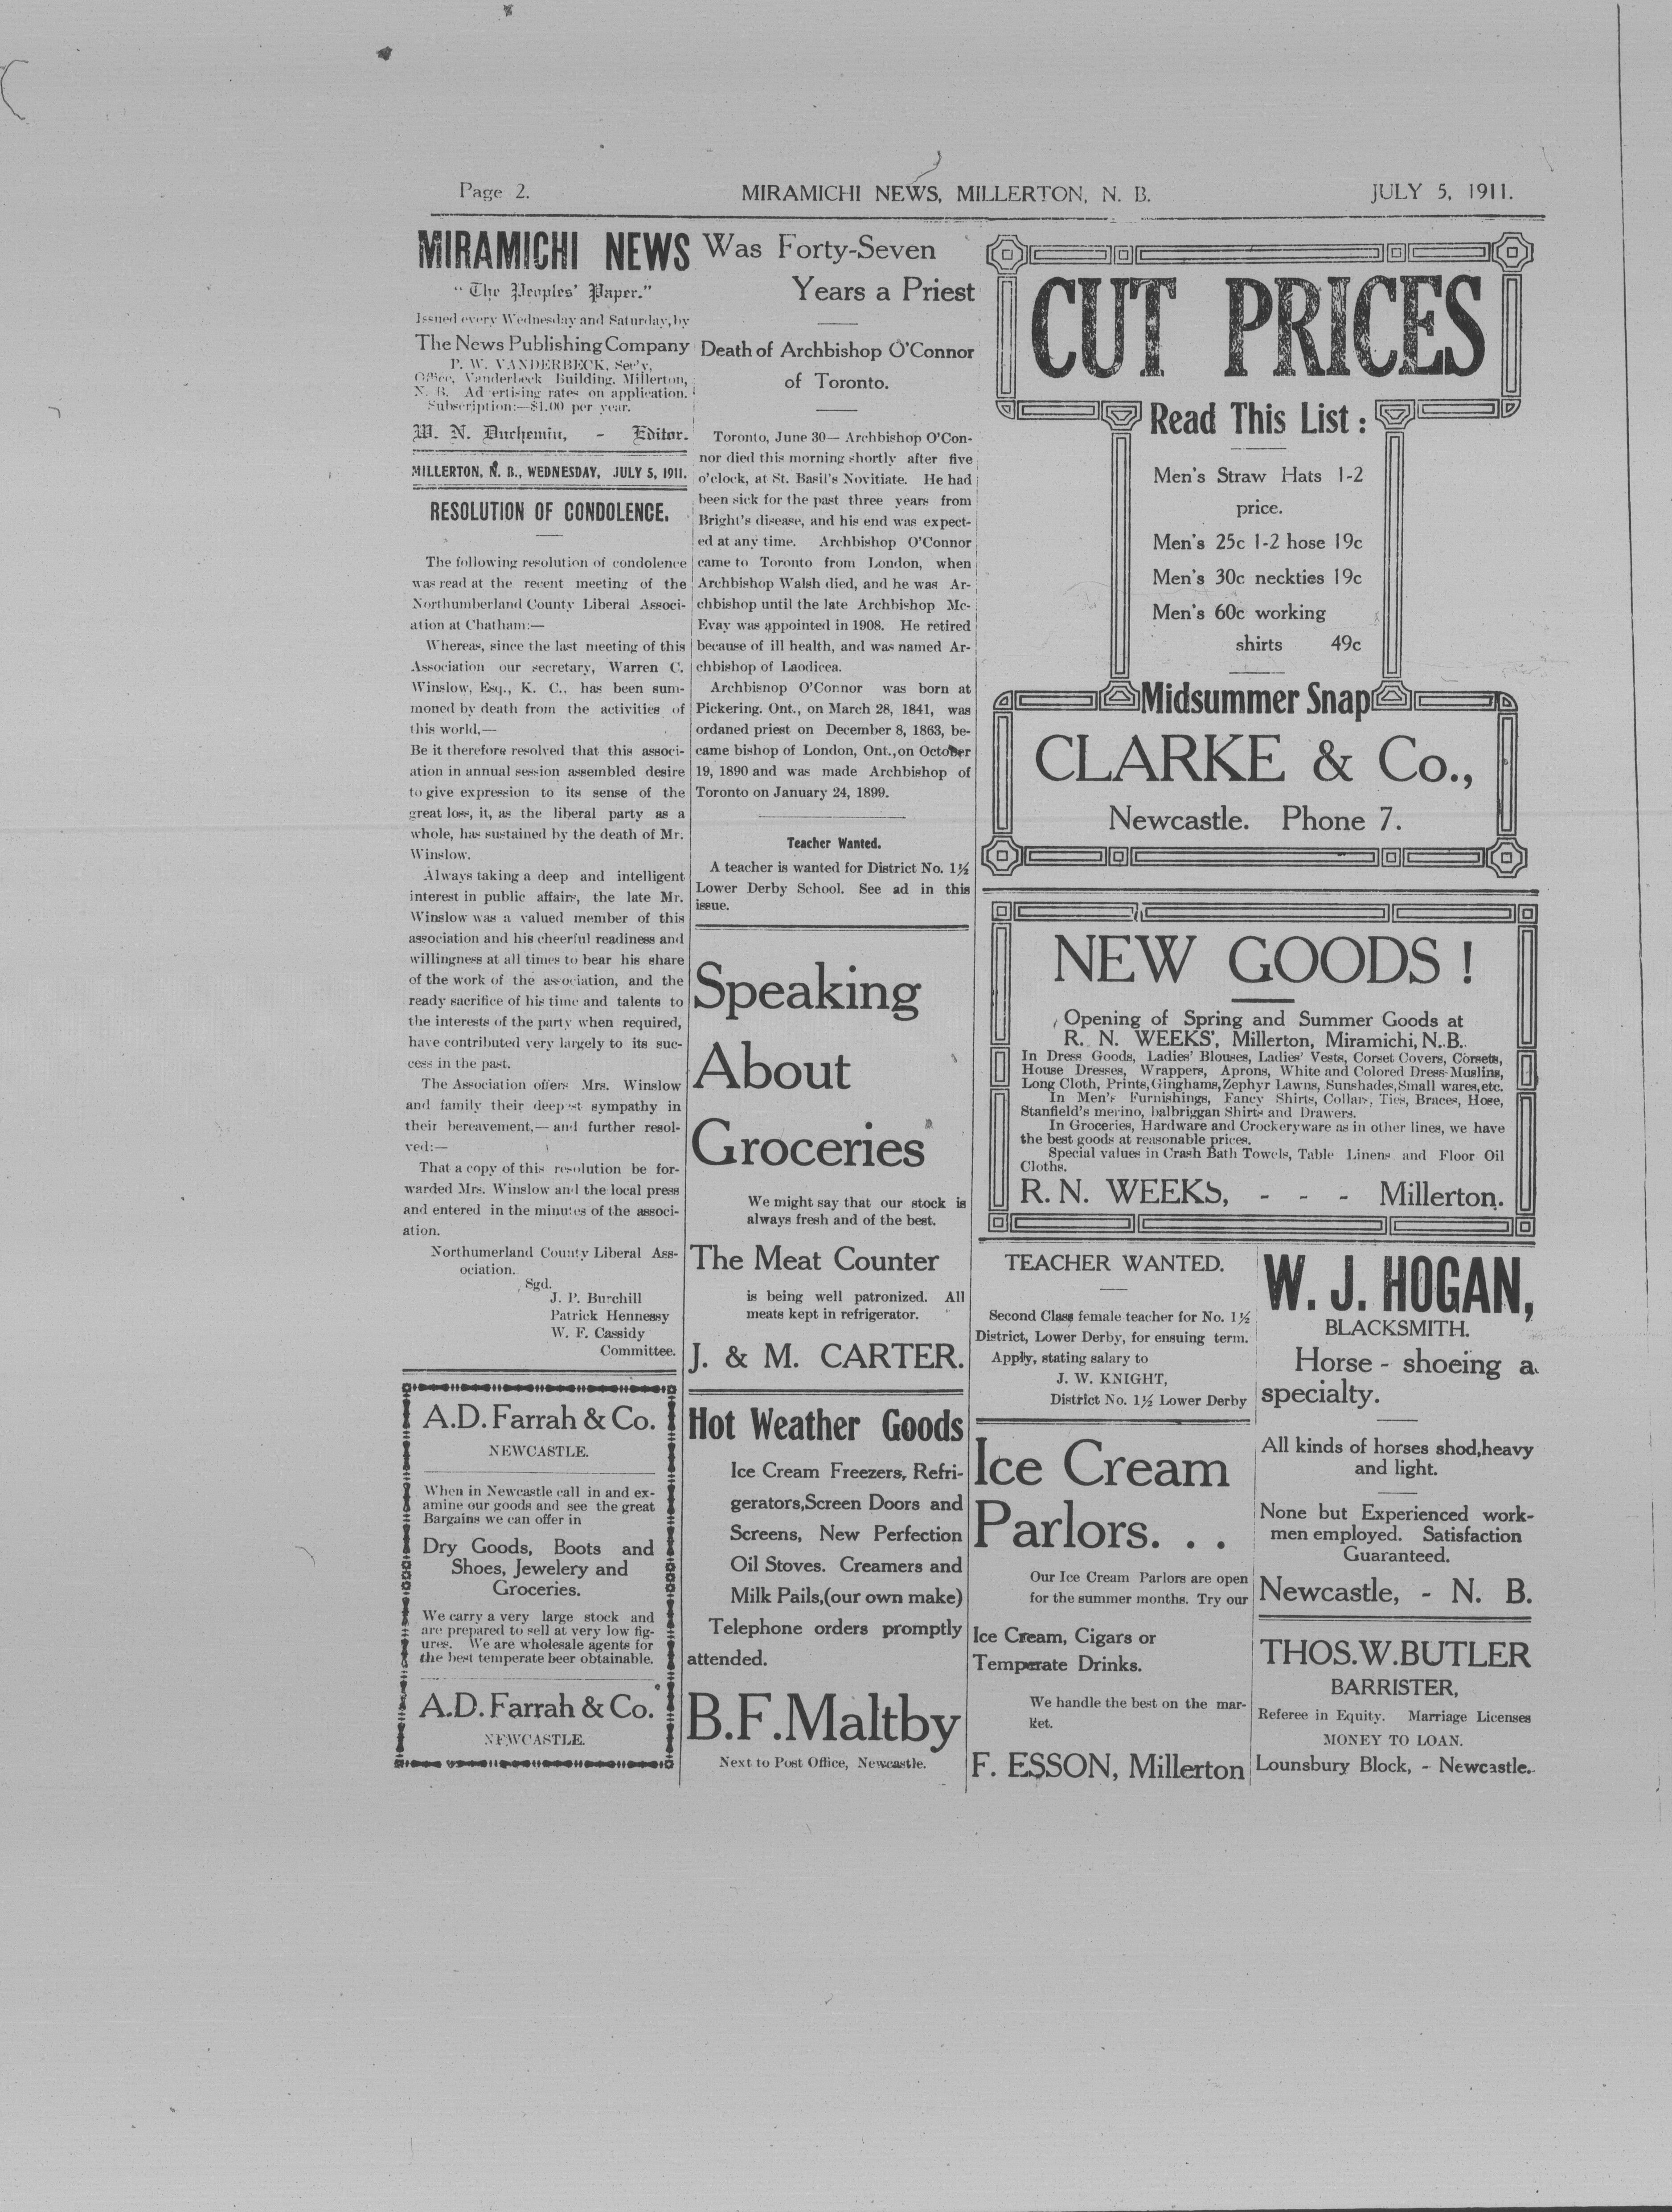 Page 2.
MIRAMICHI NEWS, MILLERTON, N. B.
JULY 5, 1911.
MIRAMICHI NEWS
"The Peoples' Paper."
Issued every Wednesday and Saturday, by
The News Publishing Company
P. W. VANDERBECK, Sec'y,
Office, Vanderbeck Building, Millerton,
N. B. Ad ertising rates on application.
Subscription:—$1.00 per year.
W. N. Duchemin, - Editor.
MILLERTON, N. B., WEDNESDAY, JULY 5, 1911.
RESOLUTION OF CONDOLENCE.
The following resolution of condolence
was read at the recent meeting of the
Northumberland County Liberal Associ-
ation at Chatham:—
Whereas, since the last meeting of this
Association our secretary, Warren C.
Winslow, Esq., K. C., has been sum-
moned by death from the activities of
this world,—
Be it therefore resolved that this associ-
ation in annual session assembled desire
to give expression to its sense of the
great loss, it, as the liberal party as a
whole, has sustained by the death of Mr.
Winslow.
Always taking a deep and intelligent
interest in public affairs, the late Mr.
Winslow was a valued member of this
association and his cheerful readiness and
willingness at all times to bear his share
of the work of the association, and the
ready sacrifice of his time and talents to
the interests of the party when required,
have contributed very largely to its suc-
cess in the past.
The Association offers Mrs. Winslow
and family their deepest sympathy in
their bereavement,— and further resol-
ved:—
That a copy of this resolution be for-
warded Mrs. Winslow and the local press
and entered in the minutes of the associ-
ation.
Northumerland County Liberal Ass-
ociation.
Sgd.
J. P. Burchill
Patrick Hennessy
W. F. Cassidy
Committee.
A.D. Farrah & Co.
NEWCASTLE.
When in Newcastle call in and ex-
amine our goods and see the great
Bargains we can offer in
Dry Goods, Boots and
Shoes, Jewelery and
Groceries.
We carry a very large stock and
are prepared to sell at very low fig-
ures. We are wholesale agents for
the best temperate beer obtainable.
A.D. Farrah & Co.
NEWCASTLE.
Was Forty-Seven
Years a Priest
Death of Archbishop O'Connor
of Toronto.
Toronto, June 30— Archbishop O'Con-
nor died this morning shortly after five
o'clock, at St. Basil's Novitiate. He had
been sick for the past three years from
Bright's disease, and his end was expect-
ed at any time. Archbishop O'Connor
came to Toronto from London, when
Archbishop Walsh died, and he was Ar-
chbishop until the late Archbishop Mc-
Evay was appointed in 1908. He retired
because of ill health, and was named Ar-
chbishop of Laodicea.
Archbisnop O'Connor was born at
Pickering. Ont., on March 28, 1841, was
ordaned priest on December 8, 1863, be-
came bishop of London, Ont., on October
19, 1890 and was made Archbishop of
Toronto on January 24, 1899.
Teacher Wanted.
A teacher is wanted for District No. 1½
Lower Derby School. See ad in this
issue.
Speaking
About
Groceries
We might say that our stock is
always fresh and of the best.
The Meat Counter
is being well patronized. All
meats kept in refrigerator.
J. & M. CARTER.
Hot Weather Goods
Ice Cream Freezers, Refri-
gerators,Screen Doors and
Screens, New Perfection
Oil Stoves. Creamers and
Milk Pails,(our own make)
Telephone orders promptly
attended.
B.F.Maltby
Next to Post Office, Newcastle.
CUT PRICES
Read This List :
Men's Straw Hats 1-2
price.
Men's 25c 1-2 hose 19c
Men's 30c neckties 19c
Men's 60c working
shirts 49c
Midsummer Snap
CLARKE & Co.,
Newcastle. Phone 7.
NEW GOODS !
Opening of Spring and Summer Goods at
R. N. WEEKS', Millerton, Miramichi, N.B.
In Dress Goods, Ladies' Blouses, Ladies' Vests, Corset Covers, Corsets,
House Dresses, Wrappers, Aprons, White and Colored Dress-Muslins,
Long Cloth, Prints,Ginghams,Zephyr Lawns, Sunshades,Small wares,etc.
In Men's Furnishings, Fancy Shirts, Collars, Ties, Braces, Hose,
Stanfield's merino, balbriggan Shirts and Drawers.
In Groceries, Hardware and Crockeryware as in other lines, we have
the best goods at reasonable prices.
Special values in Crash Bath Towels, Table Linens and Floor Oil
Cloths.
R. N. WEEKS, - - - Millerton.
TEACHER WANTED.
Second Class female teacher for No. 1½
District, Lower Derby, for ensuing term.
Apply, stating salary to
J. W. KNIGHT,
District No. 1½ Lower Derby
Ice Cream
Parlors. . .
Our Ice Cream Parlors are open
for the summer months. Try our
Ice Cream, Cigars or
Temperate Drinks.
We handle the best on the mar-
ket.
F. ESSON, Millerton
W. J. HOGAN,
BLACKSMITH.
Horse - shoeing a
specialty.
All kinds of horses shod,heavy
and light.
None but Experienced work-
men employed. Satisfaction
Guaranteed.
Newcastle, - N. B.
THOS.W.BUTLER
BARRISTER,
Referee in Equity. Marriage Licenses
MONEY TO LOAN.
Lounsbury Block, - Newcastle.